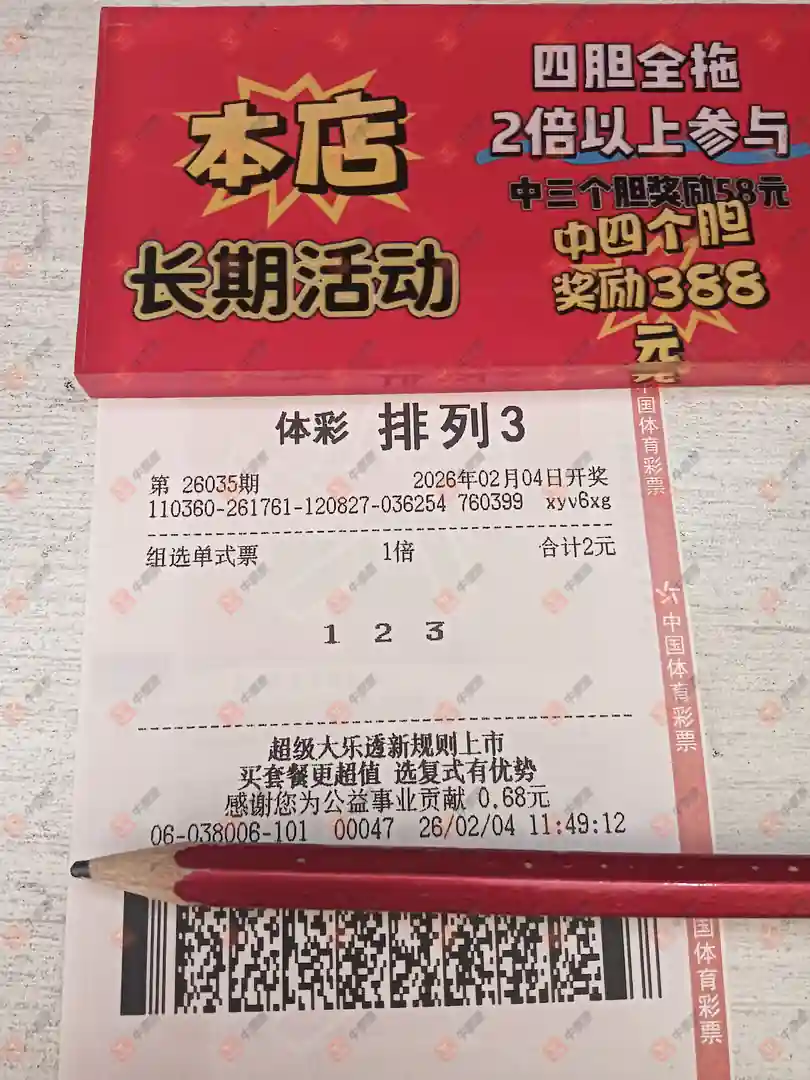 本店
长期活动
四胆全拖
2倍以上参与
中三个胆奖励58元
中四个胆
奖励388
元
体彩 排列3
第 26035期 2026年02月04日开奖
110360-261761-120827-036254 760399 xyv6xg
组选单式票 1倍 合计2元
1 2 3
超级大乐透新规则上市
买套餐更超值 选复式有优势
感谢您为公益事业贡献 0.68元
06-038006-101 00047 26/02/04 11:49:12
中国体育彩票
中国体育彩票
国体育彩票